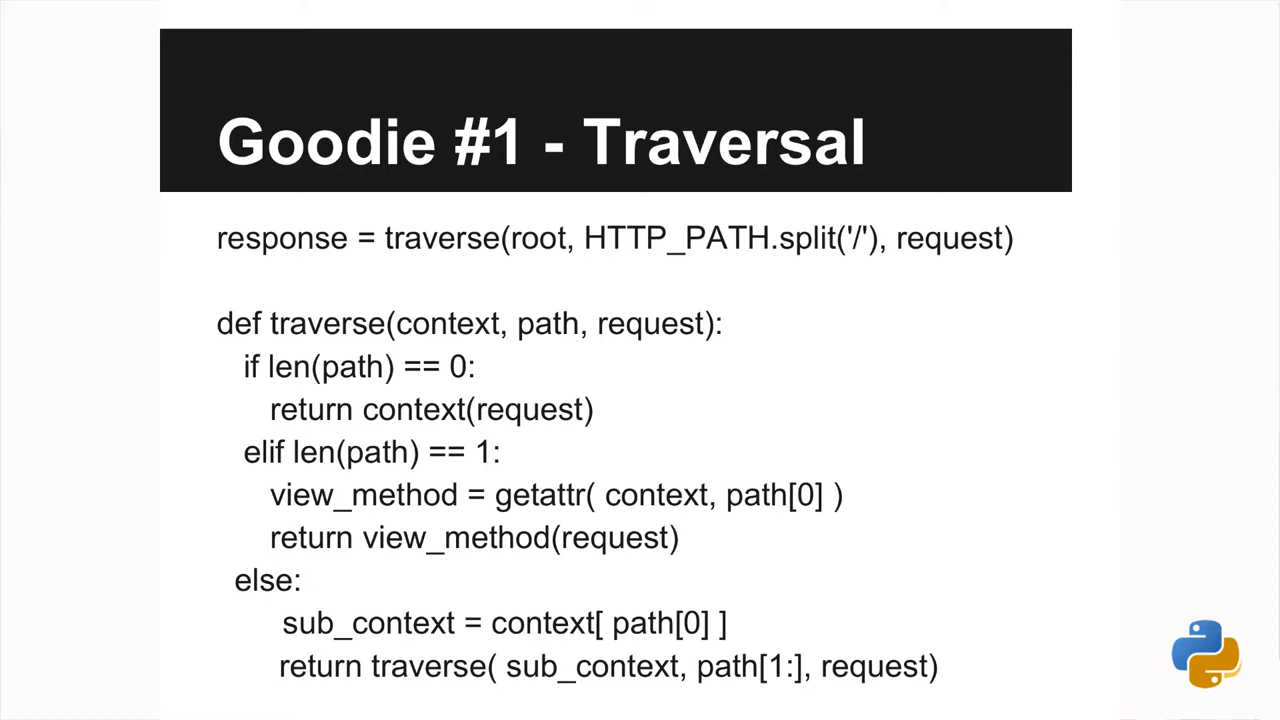 Goodie #1 - Traversal
response = traverse(root, HTTP_PATH.split('/'), request)
def traverse(context, path, request):
if len(path) == 0:
return context(request)
elif len(path) == 1:
view_method = getattr( context, path[0] )
return view_method(request)
else:
sub_context = context[ path[0] ]
return traverse( sub_context, path[1:], request)